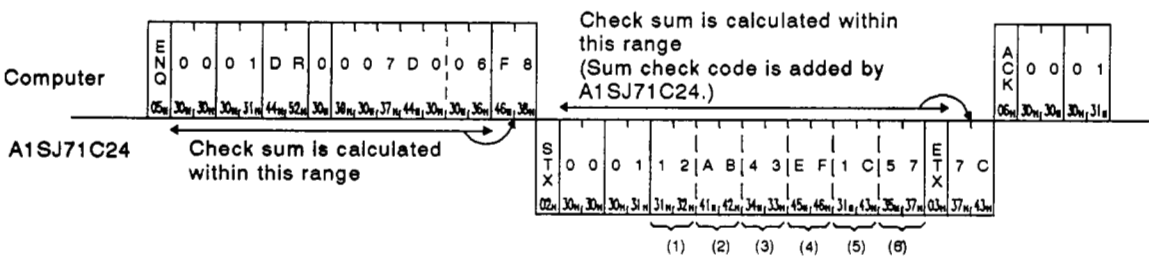 Check sum is calculated within
this range
(Sum check code is added by
A1SJ71C24.)
Computer
ENQ 0 0 0 1 D R 0 0 0 7 D 0 0 6 F 8
05H 30H 30H 30H 31H 44H 52H 30H 30H 30H 37H 44H 30H 30H 36H 46H 38H
ACK 0 0 0 1
06H 30H 30H 30H 31H
A1SJ71C24
Check sum is calculated
within this range
STX 0 0 0 1 1 2 A B 4 3 E F 1 C 5 7 ETX 7 C
02H 30H 30H 30H 31H 31H 32H 41H 42H 34H 33H 45H 46H 31H 43H 35H 37H 03H 37H 43H
(1) (2) (3) (4) (5) (6)